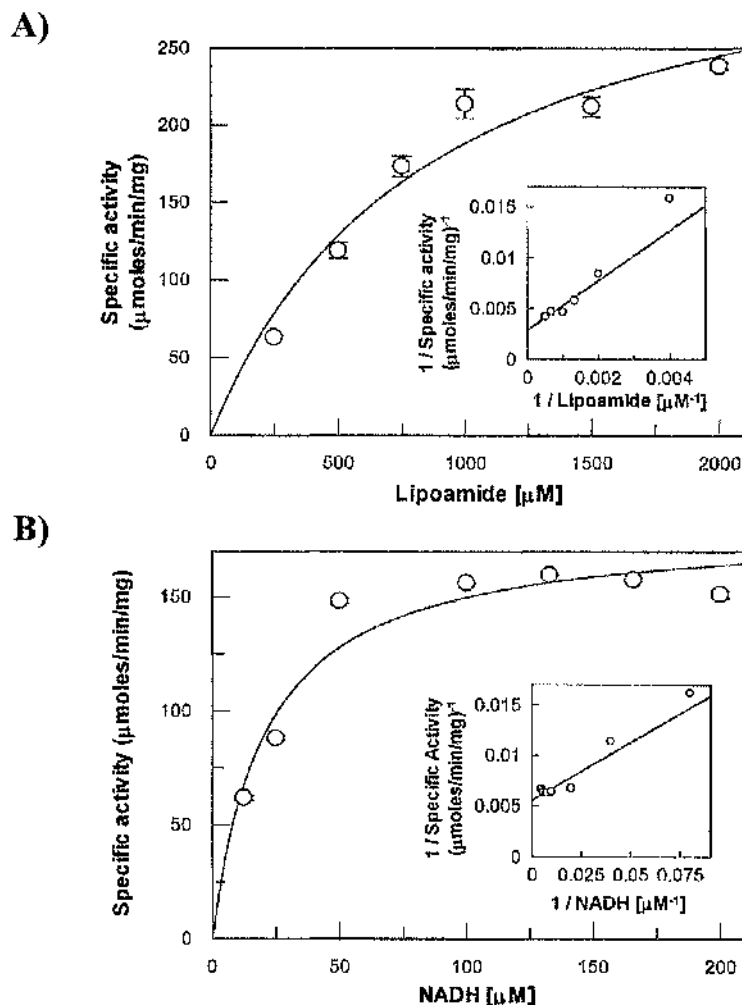 A)
250
200
150
100
50
0
Specific activity
(µmoles/min/mg)
0 500 1000 1500 2000
Lipoamide [µM]
0.015
0.01
0.005
0
1 / Specific activity
(µmoles/min/mg)⁻¹
0 0.002 0.004
1 / Lipoamide [µM⁻¹]
B)
150
100
50
0
Specific activity (µmoles/min/mg)
0 50 100 150 200
NADH [µM]
0.015
0.01
0.005
0
1 / Specific Activity
(µmoles/min/mg)⁻¹
0 0.025 0.05 0.075
1 / NADH [µM⁻¹]